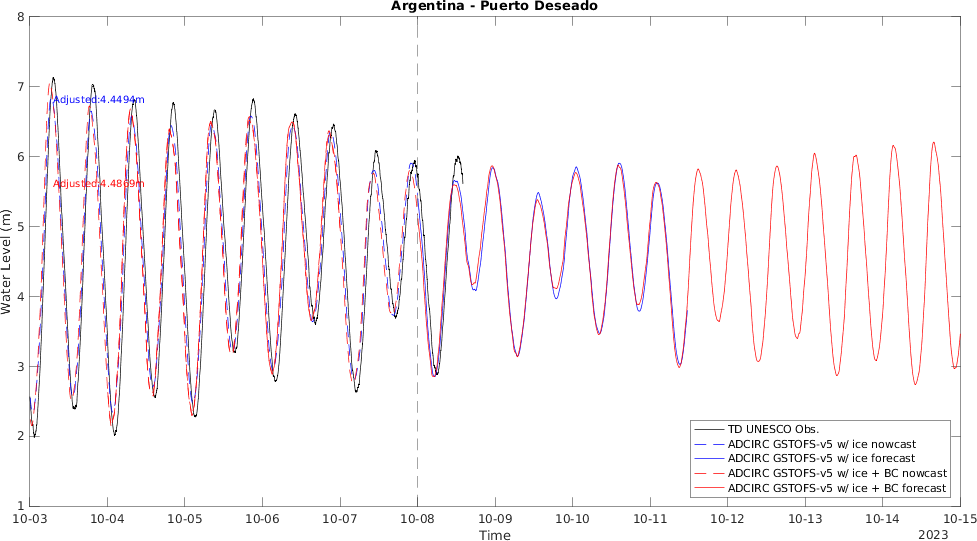 Argentina - Puerto Deseado
8
7
6
5
4
3
2
1
Water Level (m)
Adjusted:4.4494m
Adjusted:4.4869m
TD UNESCO Obs.
ADCIRC GSTOFS-v5 w/ ice nowcast
ADCIRC GSTOFS-v5 w/ ice forecast
ADCIRC GSTOFS-v5 w/ ice + BC nowcast
ADCIRC GSTOFS-v5 w/ ice + BC forecast
10-03 10-04 10-05 10-06 10-07 10-08 10-09 10-10 10-11 10-12 10-13 10-14 10-15
Time
2023